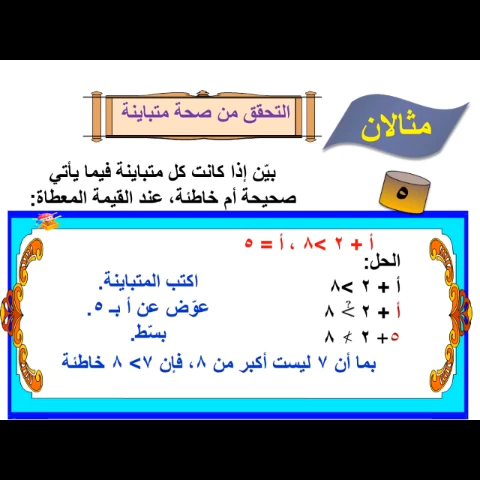 مثالان
التحقق من صحة متباينة
٥
بيّن إذا كانت كل متباينة فيما يأتي
صحيحة أم خاطئة، عند القيمة المعطاة:
أ + ٢ >٨ ، أ = ٥
الحل:
أ + ٢ >٨ اكتب المتباينة.
أ + ٢ >؟ ٨ عوّض عن أ بـ ٥.
٥+ ٢ ≯ ٨ بسّط.
بما أن ٧ ليست أكبر من ٨، فإن ٧> ٨ خاطئة